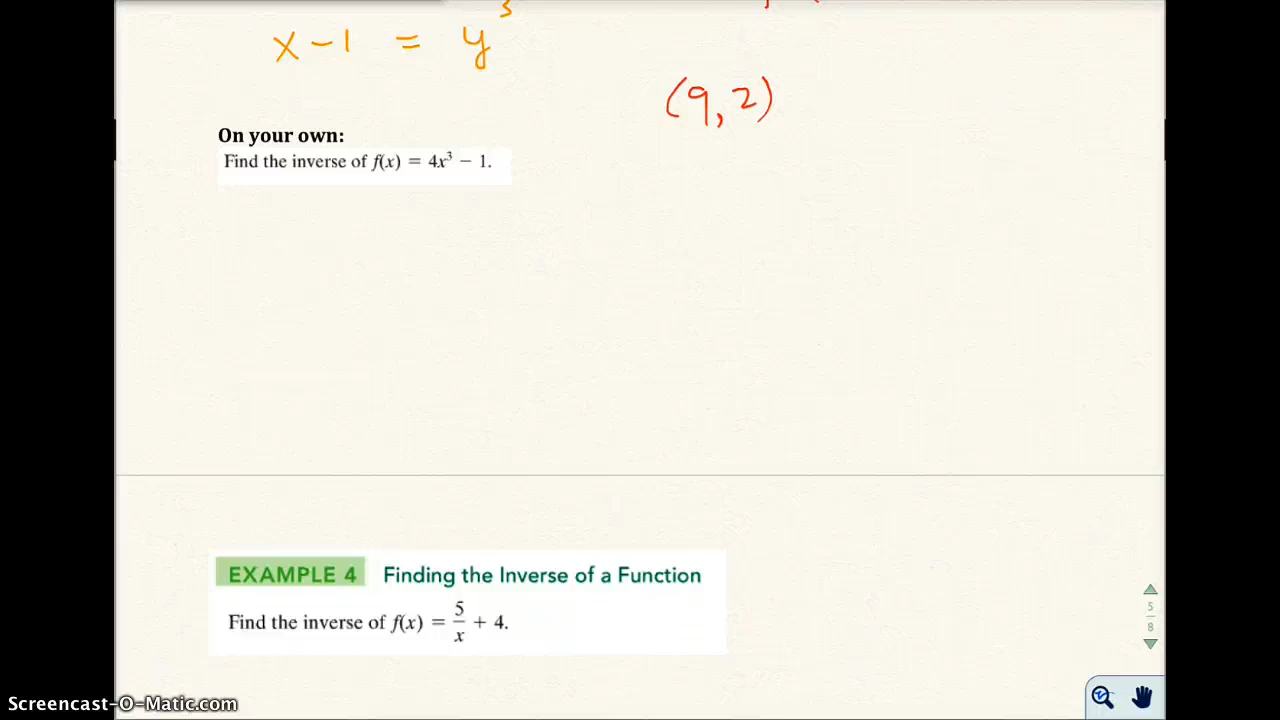 x - 1 = y³
(9, 2)
On your own:
Find the inverse of f(x) = 4x³ − 1.
EXAMPLE 4 Finding the Inverse of a Function
Find the inverse of f(x) = 5/x + 4.
5
8
Screencast-O-Matic.com